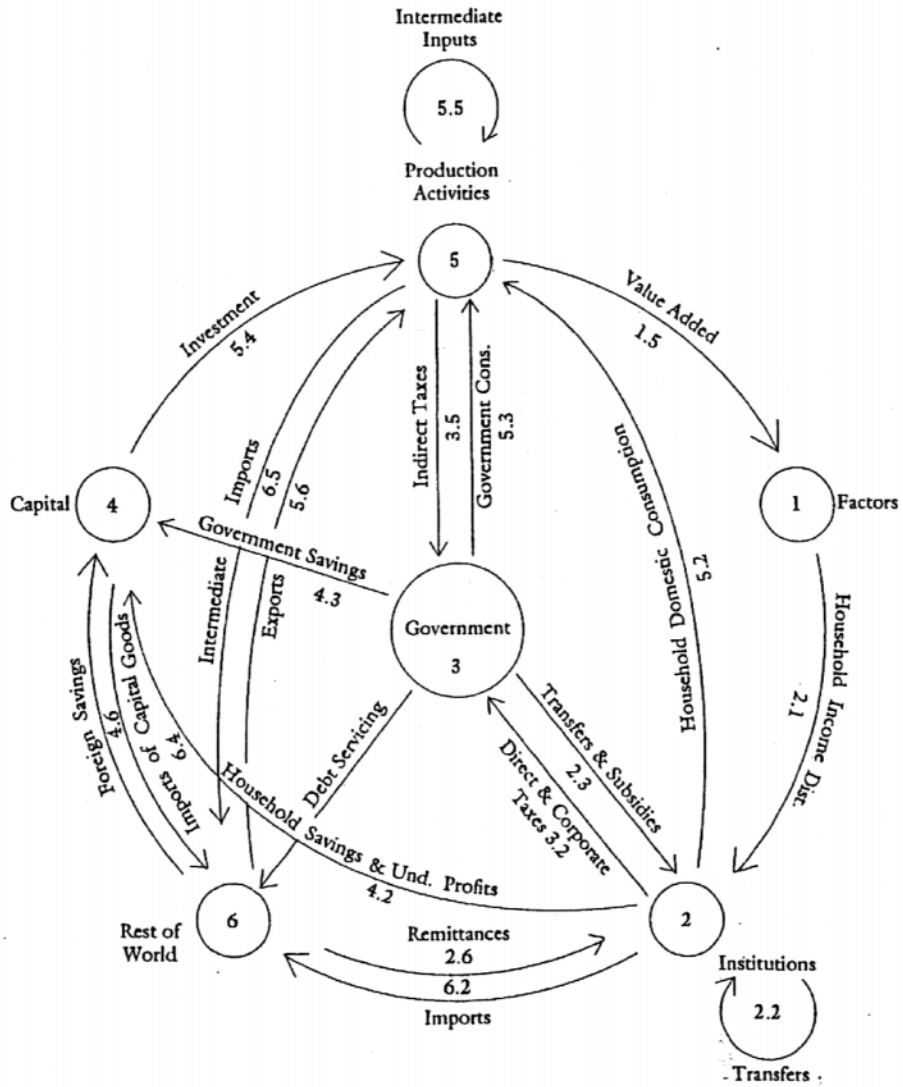 Intermediate
Inputs
5.5
Production
Activities
5
Value Added
1.5
Investment
5.4
Indirect Taxes
3.5
Government Cons.
5.3
Intermediate Imports
6.5
5.6
Exports
Household Domestic Consumption
5.2
Capital
4
1
Factors
Government Savings
4.3
Government
3
Household Income Dist.
2.1
Foreign Savings
4.6
Imports of Capital Goods
6.4
Debt Servicing
Transfers & Subsidies
2.3
Direct & Corporate
Taxes 3.2
Household Savings & Und. Profits
4.2
Rest of
World
6
2
Remittances
2.6
6.2
Imports
Institutions
2.2
Transfers